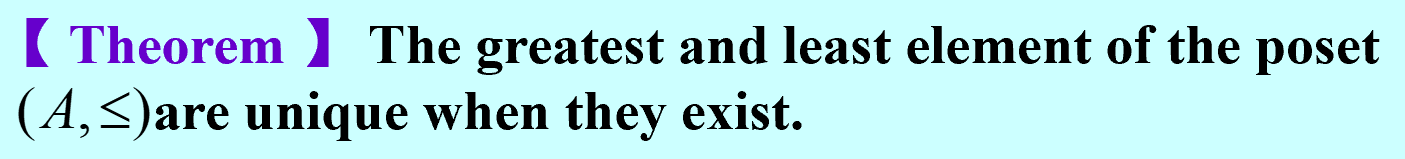 【 Theorem 】 The greatest and least element of the poset
(A,≤)are unique when they exist.